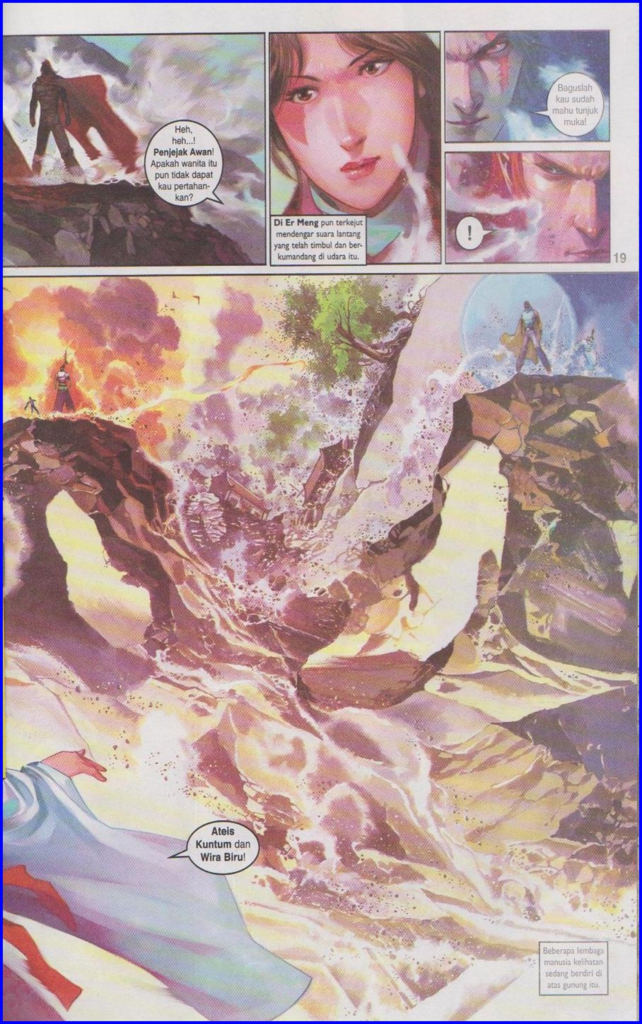 Heh,
heh...!
Penjejak Awan!
Apakah wanita itu
pun tidak dapat
kau pertahan-
kan?
Di Er Meng pun terkejut
mendengar suara lantang
yang telah timbul dan ber-
kumandang di udara itu.
Baguslah
kau sudah
mahu tunjuk
muka!
!
19
Ateis
Kuntum dan
Wira Biru!
Beberapa lembaga
manusia kelihatan
sedang berdiri di
atas gunung itu.